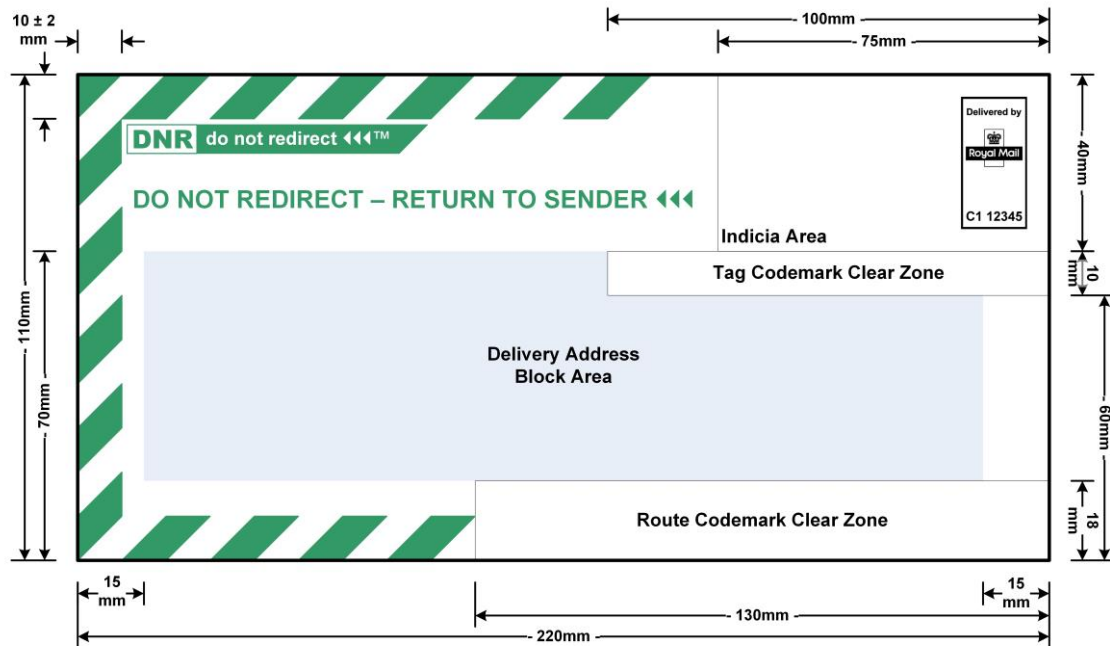 10 ± 2
mm
- 100mm -
- 75mm -
DNR do not redirect ™
DO NOT REDIRECT – RETURN TO SENDER
Delivered by
Royal Mail
C1 12345
- 40mm -
Indicia Area
Tag Codemark Clear Zone
10
mm
- 110mm -
- 70mm -
Delivery Address
Block Area
- 60mm -
Route Codemark Clear Zone
18
mm
15
mm
15
mm
- 130mm -
- 220mm -